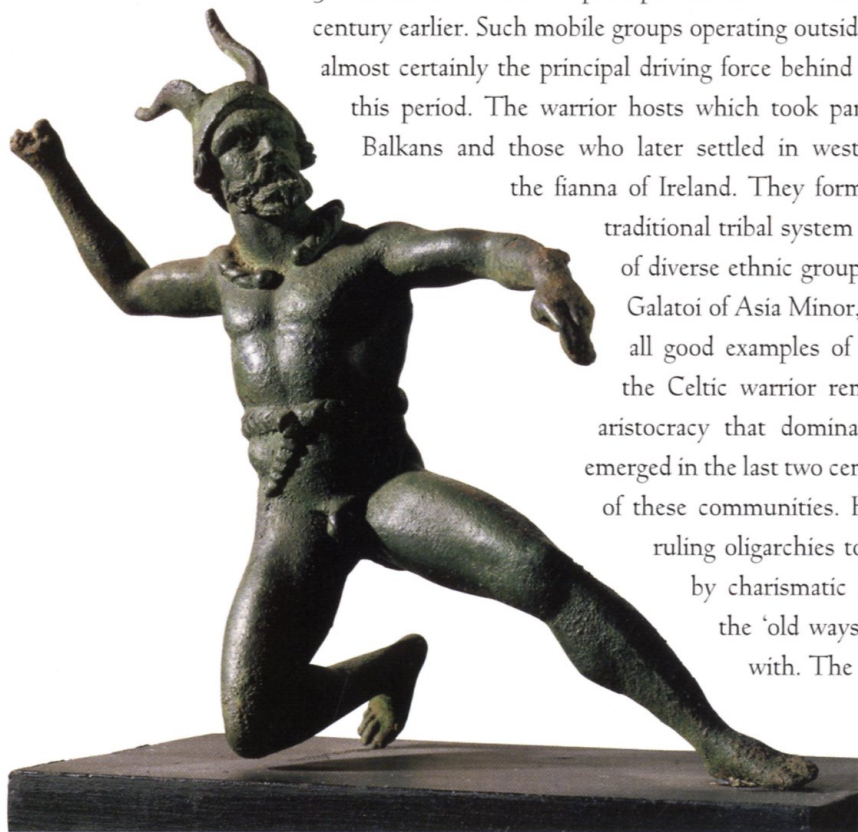 century earlier. Such mobile groups operating outsid
almost certainly the principal driving force behind
this period. The warrior hosts which took par
Balkans and those who later settled in west
the fianna of Ireland. They form
traditional tribal system
of diverse ethnic group
Galatoi of Asia Minor,
all good examples of
the Celtic warrior ren
aristocracy that domina
emerged in the last two cen
of these communities. H
ruling oligarchies to
by charismatic
the ‘old ways
with. The